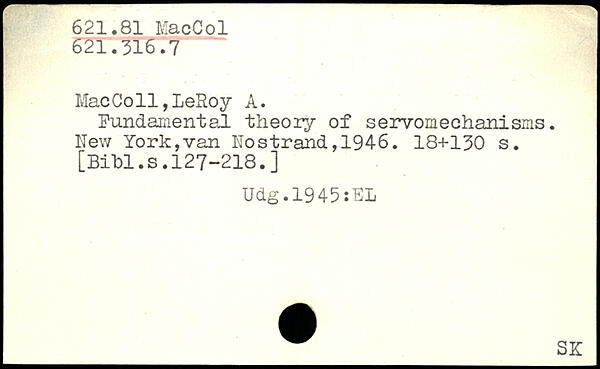 621.81 MacCol
621.316.7
MacColl,LeRoy A.
Fundamental theory of servomechanisms.
New York,van Nostrand,1946. 18+130 s.
[Bibl.s.127-218.]
Udg.1945:EL
SK